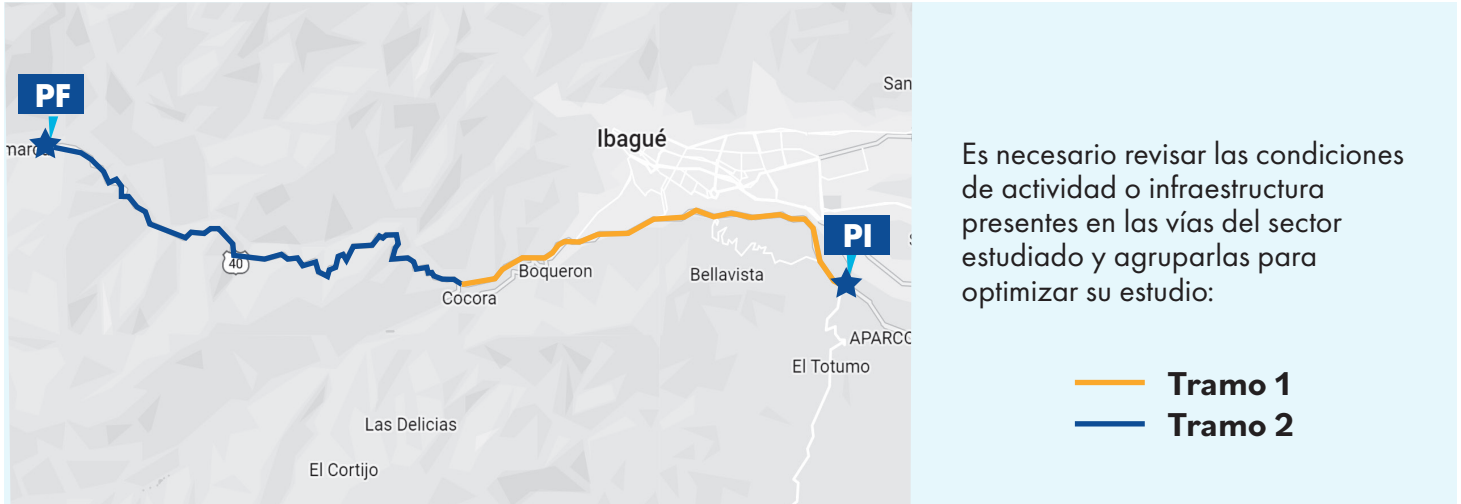 PF
marca
40
Ibagué
San
PI
Boqueron
Bellavista
Cocora
APARCO
El Totumo
Las Delicias
El Cortijo
Es necesario revisar las condiciones
de actividad o infraestructura
presentes en las vías del sector
estudiado y agruparlas para
optimizar su estudio:
Tramo 1
Tramo 2